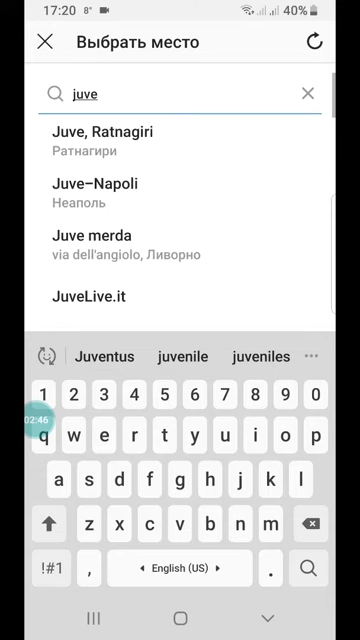 17:20 8° 40%
Выбрать место
juve
Juve, Ratnagiri
Ратнагири
Juve–Napoli
Неаполь
Juve merda
via dell'angiolo, Ливорно
JuveLive.it
Juventus juvenile juveniles
1 2 3 4 5 6 7 8 9 0
02:46
q w e r t y u i o p
a s d f g h j k l
z x c v b n m
!#1 , English (US) .